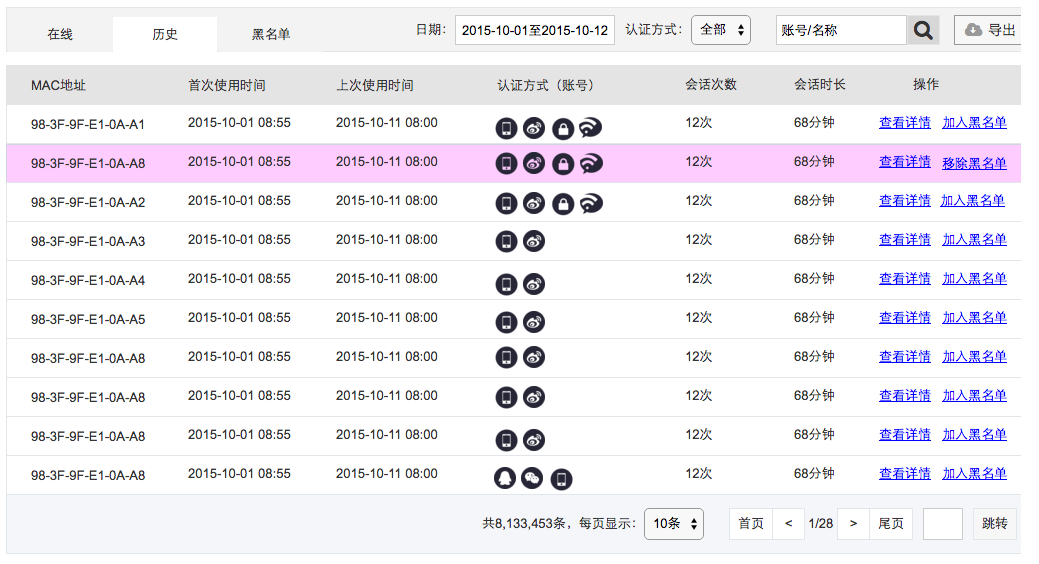 在线 历史 黑名单 日期： 2015-10-01至2015-10-12 认证方式： 全部 账号/名称 导出
MAC地址 首次使用时间 上次使用时间 认证方式（账号） 会话次数 会话时长 操作
98-3F-9F-E1-0A-A1 2015-10-01 08:55 2015-10-11 08:00 12次 68分钟 查看详情 加入黑名单
98-3F-9F-E1-0A-A8 2015-10-01 08:55 2015-10-11 08:00 12次 68分钟 查看详情 移除黑名单
98-3F-9F-E1-0A-A2 2015-10-01 08:55 2015-10-11 08:00 12次 68分钟 查看详情 加入黑名单
98-3F-9F-E1-0A-A3 2015-10-01 08:55 2015-10-11 08:00 12次 68分钟 查看详情 加入黑名单
98-3F-9F-E1-0A-A4 2015-10-01 08:55 2015-10-11 08:00 12次 68分钟 查看详情 加入黑名单
98-3F-9F-E1-0A-A5 2015-10-01 08:55 2015-10-11 08:00 12次 68分钟 查看详情 加入黑名单
98-3F-9F-E1-0A-A8 2015-10-01 08:55 2015-10-11 08:00 12次 68分钟 查看详情 加入黑名单
98-3F-9F-E1-0A-A8 2015-10-01 08:55 2015-10-11 08:00 12次 68分钟 查看详情 加入黑名单
98-3F-9F-E1-0A-A8 2015-10-01 08:55 2015-10-11 08:00 12次 68分钟 查看详情 加入黑名单
98-3F-9F-E1-0A-A8 2015-10-01 08:55 2015-10-11 08:00 12次 68分钟 查看详情 加入黑名单
共8,133,453条，每页显示： 10条 首页 < 1/28 > 尾页 跳转